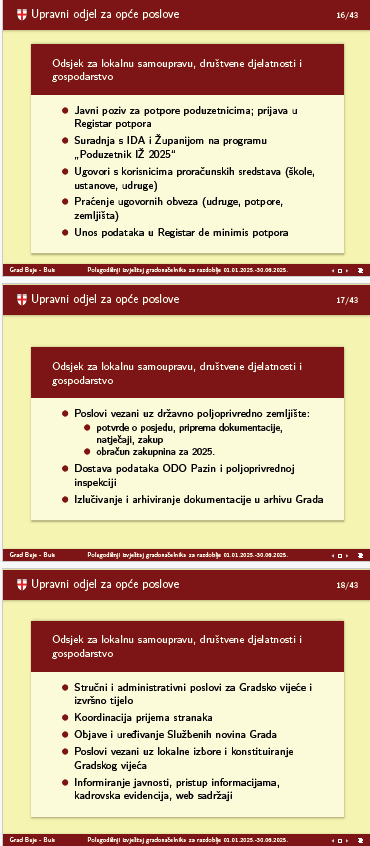 Upravni odjel za opće poslove
16/43
Odsjek za lokalnu samoupravu, društvene djelatnosti i
gospodarstvo
Javni poziv za potpore poduzetnicima; prijava u
Registar potpora
Suradnja s IDA i Županijom na programu
„Poduzetnik IŽ 2025“
Ugovori s korisnicima proračunskih sredstava (škole,
ustanove, udruge)
Praćenje ugovornih obveza (udruge, potpore,
zemljišta)
Unos podataka u Registar de minimis potpora
Grad Buje - Buie
Polugodišnji izvještaj gradonačelnika za razdoblje 01.01.2025.-30.06.2025.
Upravni odjel za opće poslove
17/43
Odsjek za lokalnu samoupravu, društvene djelatnosti i
gospodarstvo
Poslovi vezani uz državno poljoprivredno zemljište:
potvrde o posjedu, priprema dokumentacije,
natječaji, zakup
obračun zakupnina za 2025.
Dostava podataka ODO Pazin i poljoprivrednoj
inspekciji
Izlučivanje i arhiviranje dokumentacije u arhivu Grada
Grad Buje - Buie
Polugodišnji izvještaj gradonačelnika za razdoblje 01.01.2025.-30.06.2025.
Upravni odjel za opće poslove
18/43
Odsjek za lokalnu samoupravu, društvene djelatnosti i
gospodarstvo
Stručni i administrativni poslovi za Gradsko vijeće i
izvršno tijelo
Koordinacija prijema stranaka
Objave i uređivanje Službenih novina Grada
Poslovi vezani uz lokalne izbore i konstituiranje
Gradskog vijeća
Informiranje javnosti, pristup informacijama,
kadrovska evidencija, web sadržaji
Grad Buje - Buie
Polugodišnji izvještaj gradonačelnika za razdoblje 01.01.2025.-30.06.2025.